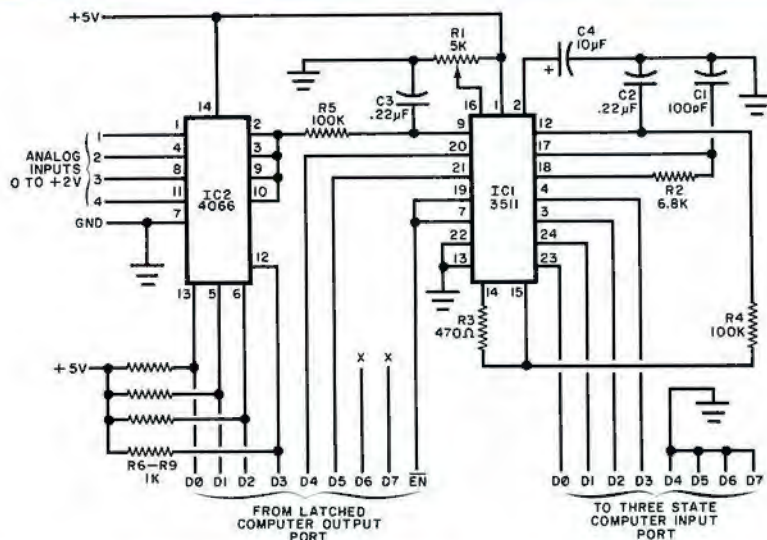 +5V
R1
5K
C4
10µF
+
16
1
2
C3
.22µF
C2
.22µF
C1
100pF
14
R5
100K
1
2
9
12
ANALOG
INPUTS
0 TO +2V
1
2
3
4
4
8
11
7
GND
3
9
10
IC2
4066
20
21
19
7
22
13
IC1
3511
17
18
4
3
24
23
R2
6.8K
12
13
5
6
14
15
R3
470Ω
R4
100K
+5V
X
X
R6-R9
1K
D0
D1
D2
D3
D4
D5
D6
D7
EN
D0
D1
D2
D3
D4
D5
D6
D7
FROM LATCHED
COMPUTER OUTPUT
PORT
TO THREE STATE
COMPUTER INPUT
PORT